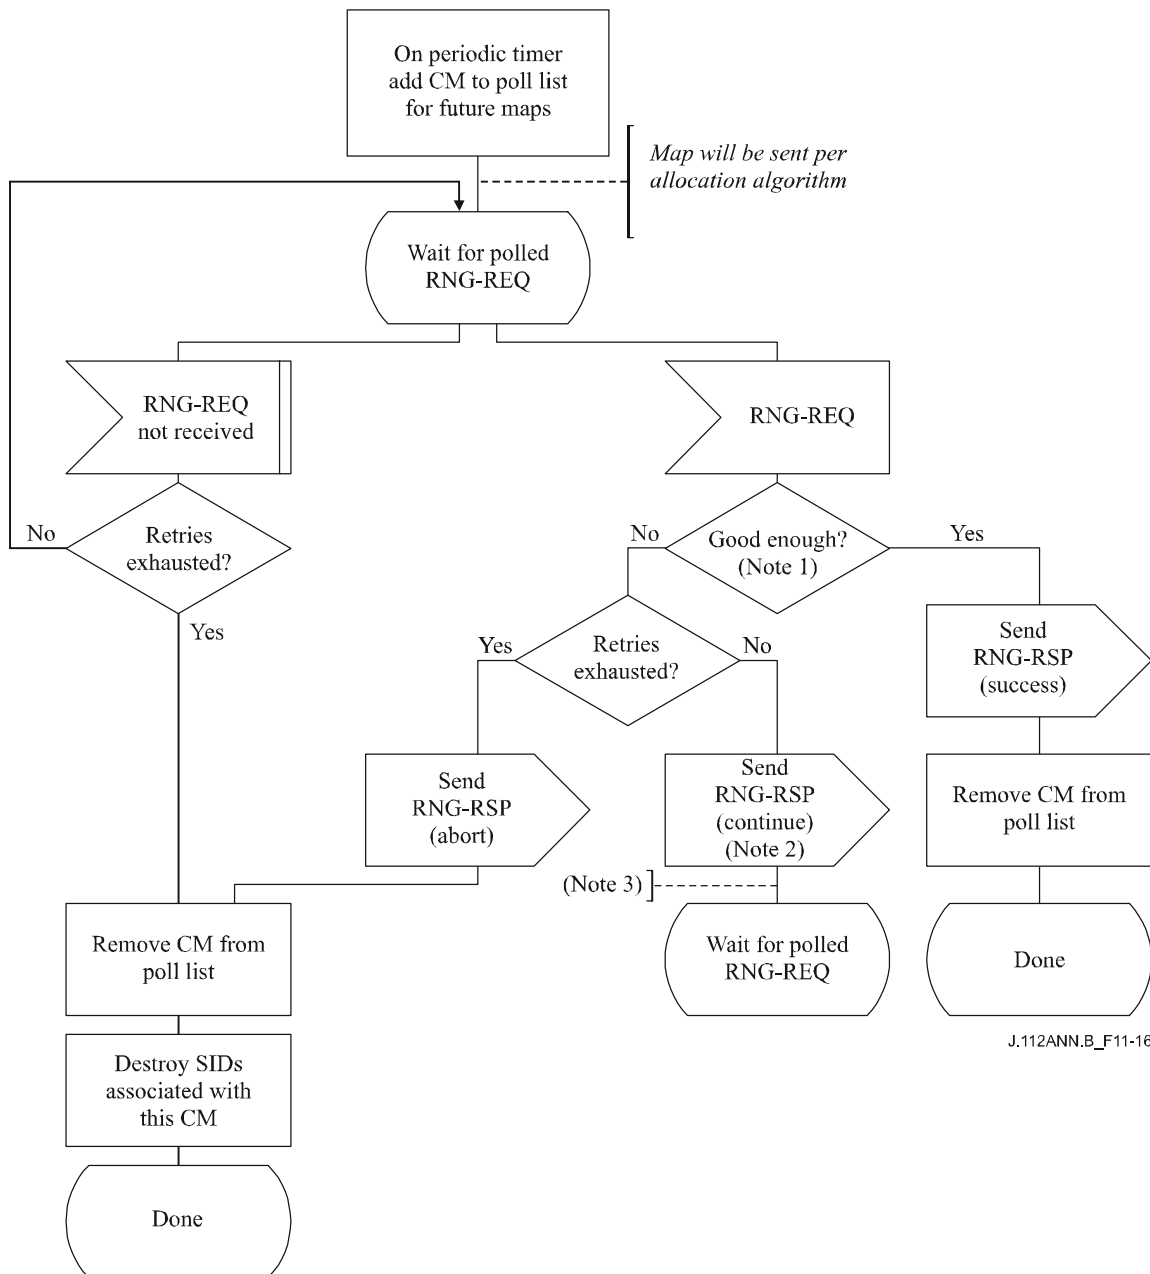 On periodic timer
add CM to poll list
for future maps
Map will be sent per
allocation algorithm
Wait for polled
RNG-REQ
RNG-REQ
not received
RNG-REQ
No
Retries
exhausted?
Yes
No
Good enough?
(Note 1)
Yes
Yes
Retries
exhausted?
No
Send
RNG-RSP
(success)
Send
RNG-RSP
(abort)
Send
RNG-RSP
(continue)
(Note 2)
Remove CM from
poll list
(Note 3)
Remove CM from
poll list
Wait for polled
RNG-REQ
Done
J.112ANN.B_F11-16
Destroy SIDs
associated with
this CM
Done